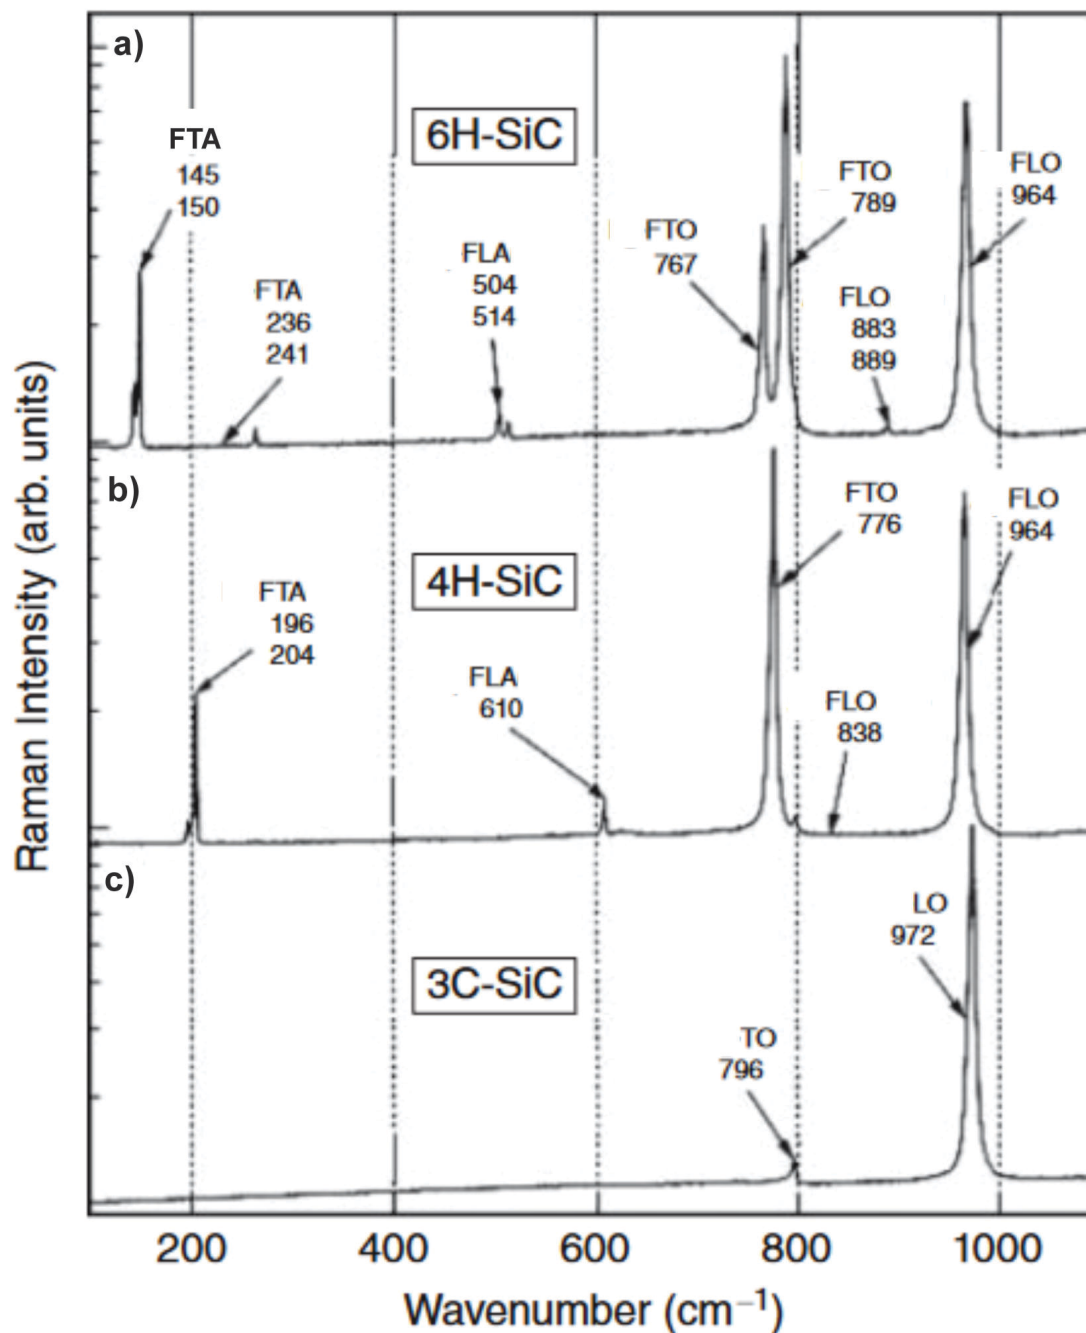 Raman Intensity (arb. units)
a)
6H-SiC
FTA
145
150
FTA
236
241
FLA
504
514
FTO
767
FTO
789
FLO
883
889
FLO
964
b)
4H-SiC
FTA
196
204
FLA
610
FTO
776
FLO
838
FLO
964
c)
3C-SiC
TO
796
LO
972
200 400 600 800 1000
Wavenumber (cm⁻¹)